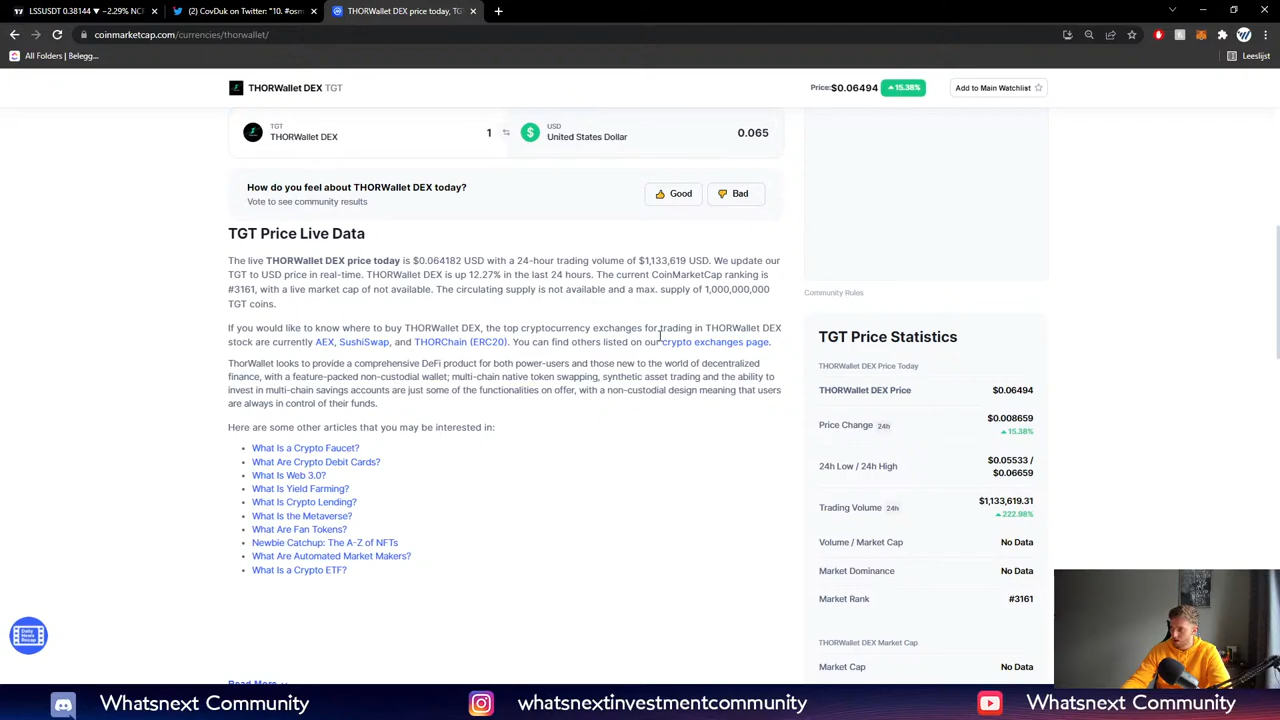 LSSUSDT 0.38144 ▼ −2.29% NC
(2) CovDuk on Twitter: "10. #osm
THORWallet DEX price today, TGT
coinmarketcap.com/currencies/thorwallet/
All Folders | Belegg...
Leeslijst
THORWallet DEX TGT
Price: $0.06494 15.38%
Add to Main Watchlist
TGT
THORWallet DEX
1
USD
United States Dollar
0.065
How do you feel about THORWallet DEX today?
Vote to see community results
Good
Bad
TGT Price Live Data
The live THORWallet DEX price today is $0.064182 USD with a 24-hour trading volume of $1,133,619 USD. We update our
TGT to USD price in real-time. THORWallet DEX is up 12.27% in the last 24 hours. The current CoinMarketCap ranking is
#3161, with a live market cap of not available. The circulating supply is not available and a max. supply of 1,000,000,000
TGT coins.
If you would like to know where to buy THORWallet DEX, the top cryptocurrency exchanges for trading in THORWallet DEX
stock are currently AEX, SushiSwap, and THORChain (ERC20). You can find others listed on our crypto exchanges page.
ThorWallet looks to provide a comprehensive DeFi product for both power-users and those new to the world of decentralized
finance, with a feature-packed non-custodial wallet; multi-chain native token swapping, synthetic asset trading and the ability to
invest in multi-chain savings accounts are just some of the functionalities on offer, with a non-custodial design meaning that users
are always in control of their funds.
Here are some other articles that you may be interested in:
What Is a Crypto Faucet?
What Are Crypto Debit Cards?
What Is Web 3.0?
What Is Yield Farming?
What Is Crypto Lending?
What Is the Metaverse?
What Are Fan Tokens?
Newbie Catchup: The A-Z of NFTs
What Are Automated Market Makers?
What Is a Crypto ETF?
Read More
Community Rules
TGT Price Statistics
THORWallet DEX Price Today
THORWallet DEX Price $0.06494
Price Change 24h $0.008659
15.38%
24h Low / 24h High $0.05533 /
$0.06659
Trading Volume 24h $1,133,619.31
222.98%
Volume / Market Cap No Data
Market Dominance No Data
Market Rank #3161
THORWallet DEX Market Cap
Market Cap No Data
Daily
News
Recap
Whatsnext Community
whatsnextinvestmentcommunity
Whatsnext Community